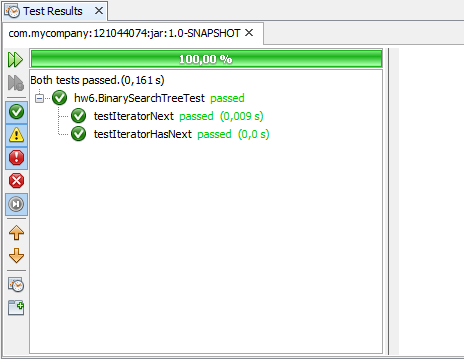 Test Results
com.mycompany:121044074:jar:1.0-SNAPSHOT
100,00 %
Both tests passed.(0,161 s)
hw6.BinarySearchTreeTest passed
testIteratorNext passed (0,009 s)
testIteratorHasNext passed (0,0 s)